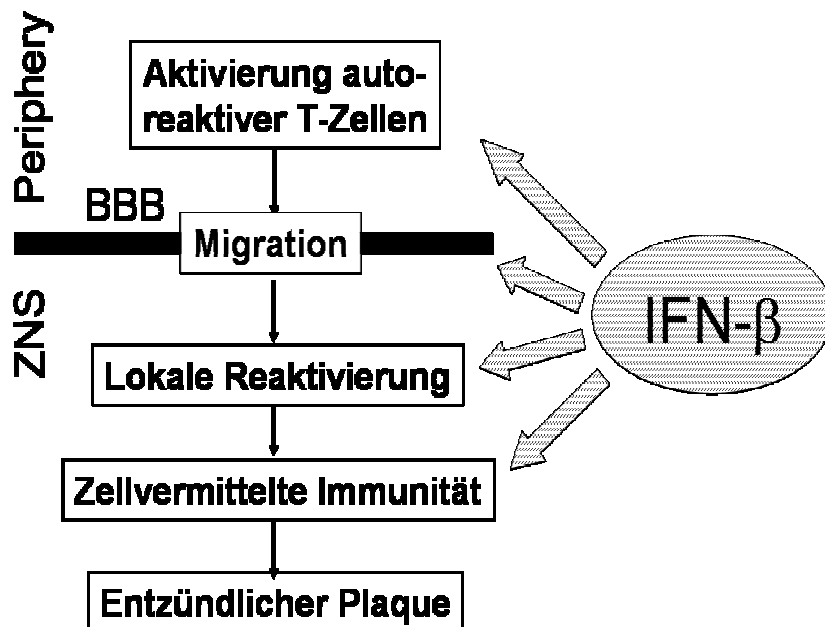 Periphery
Aktivierung auto-
reaktiver T-Zellen
BBB
Migration
ZNS
IFN-β
Lokale Reaktivierung
Zellvermittelte Immunität
Entzündlicher Plaque